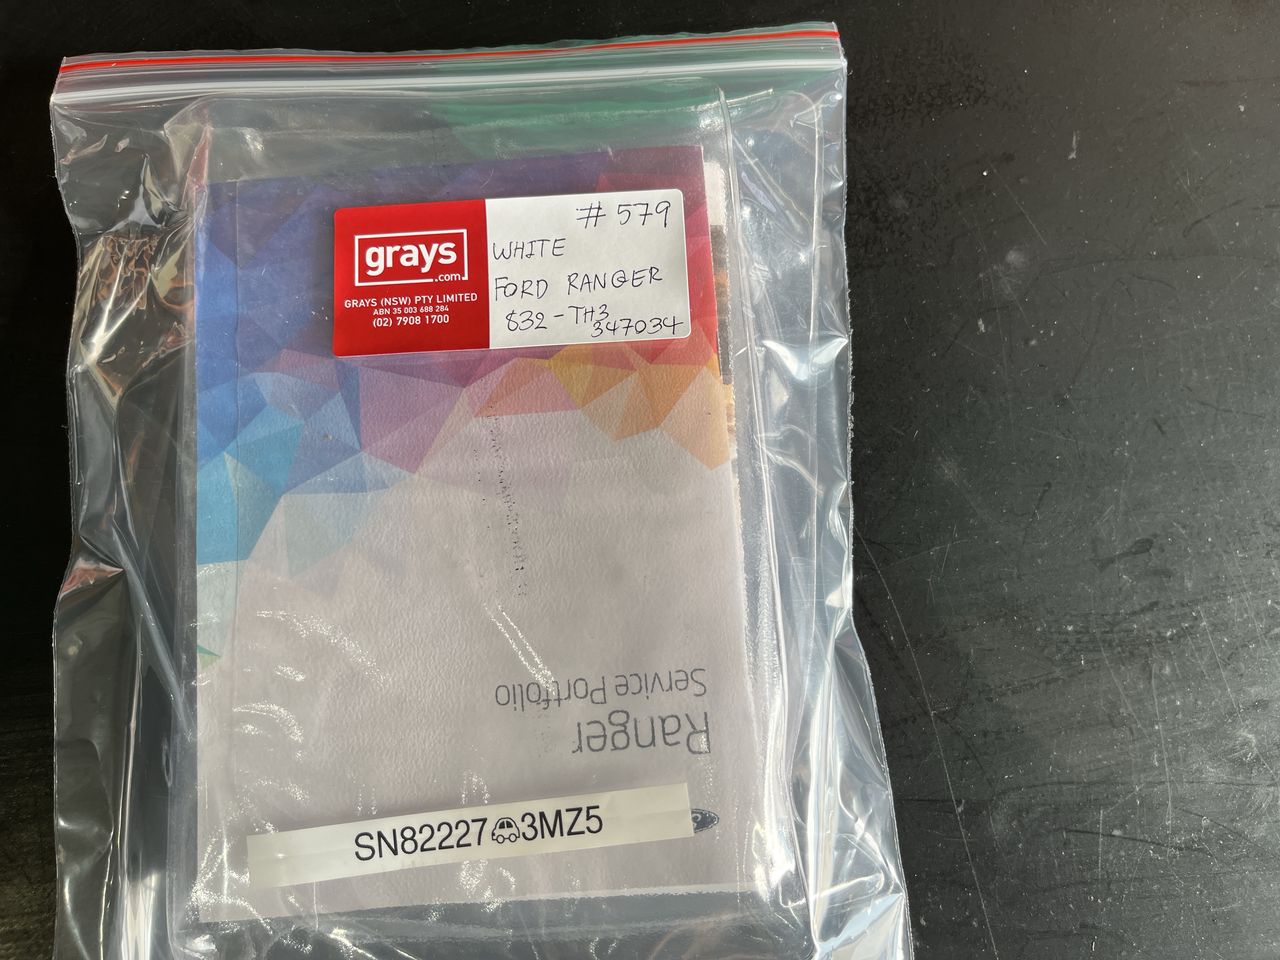 # 579
grays
.com
WHITE
FORD RANGER
832-TH3
347034
GRAYS (NSW) PTY LIMITED
ABN 35 003 688 284
(02) 7908 1700
Ranger
Service Portfolio
SN82227🚗3MZ5